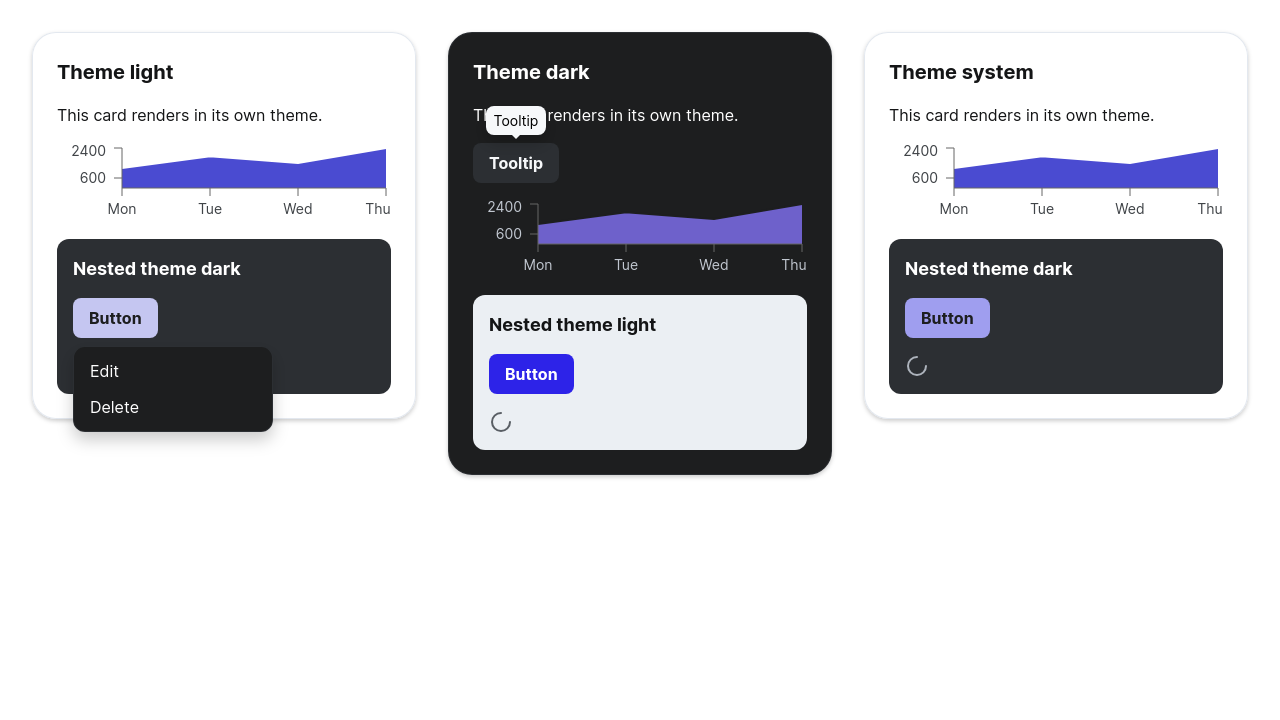 Theme light
This card renders in its own theme.
2400
600
Mon Tue Wed Thu
Nested theme dark
Button
Edit
Delete
Theme dark
renders in its own theme.
Tooltip
Tooltip
2400
600
Mon Tue Wed Thu
Nested theme light
Button
Theme system
This card renders in its own theme.
2400
600
Mon Tue Wed Thu
Nested theme dark
Button